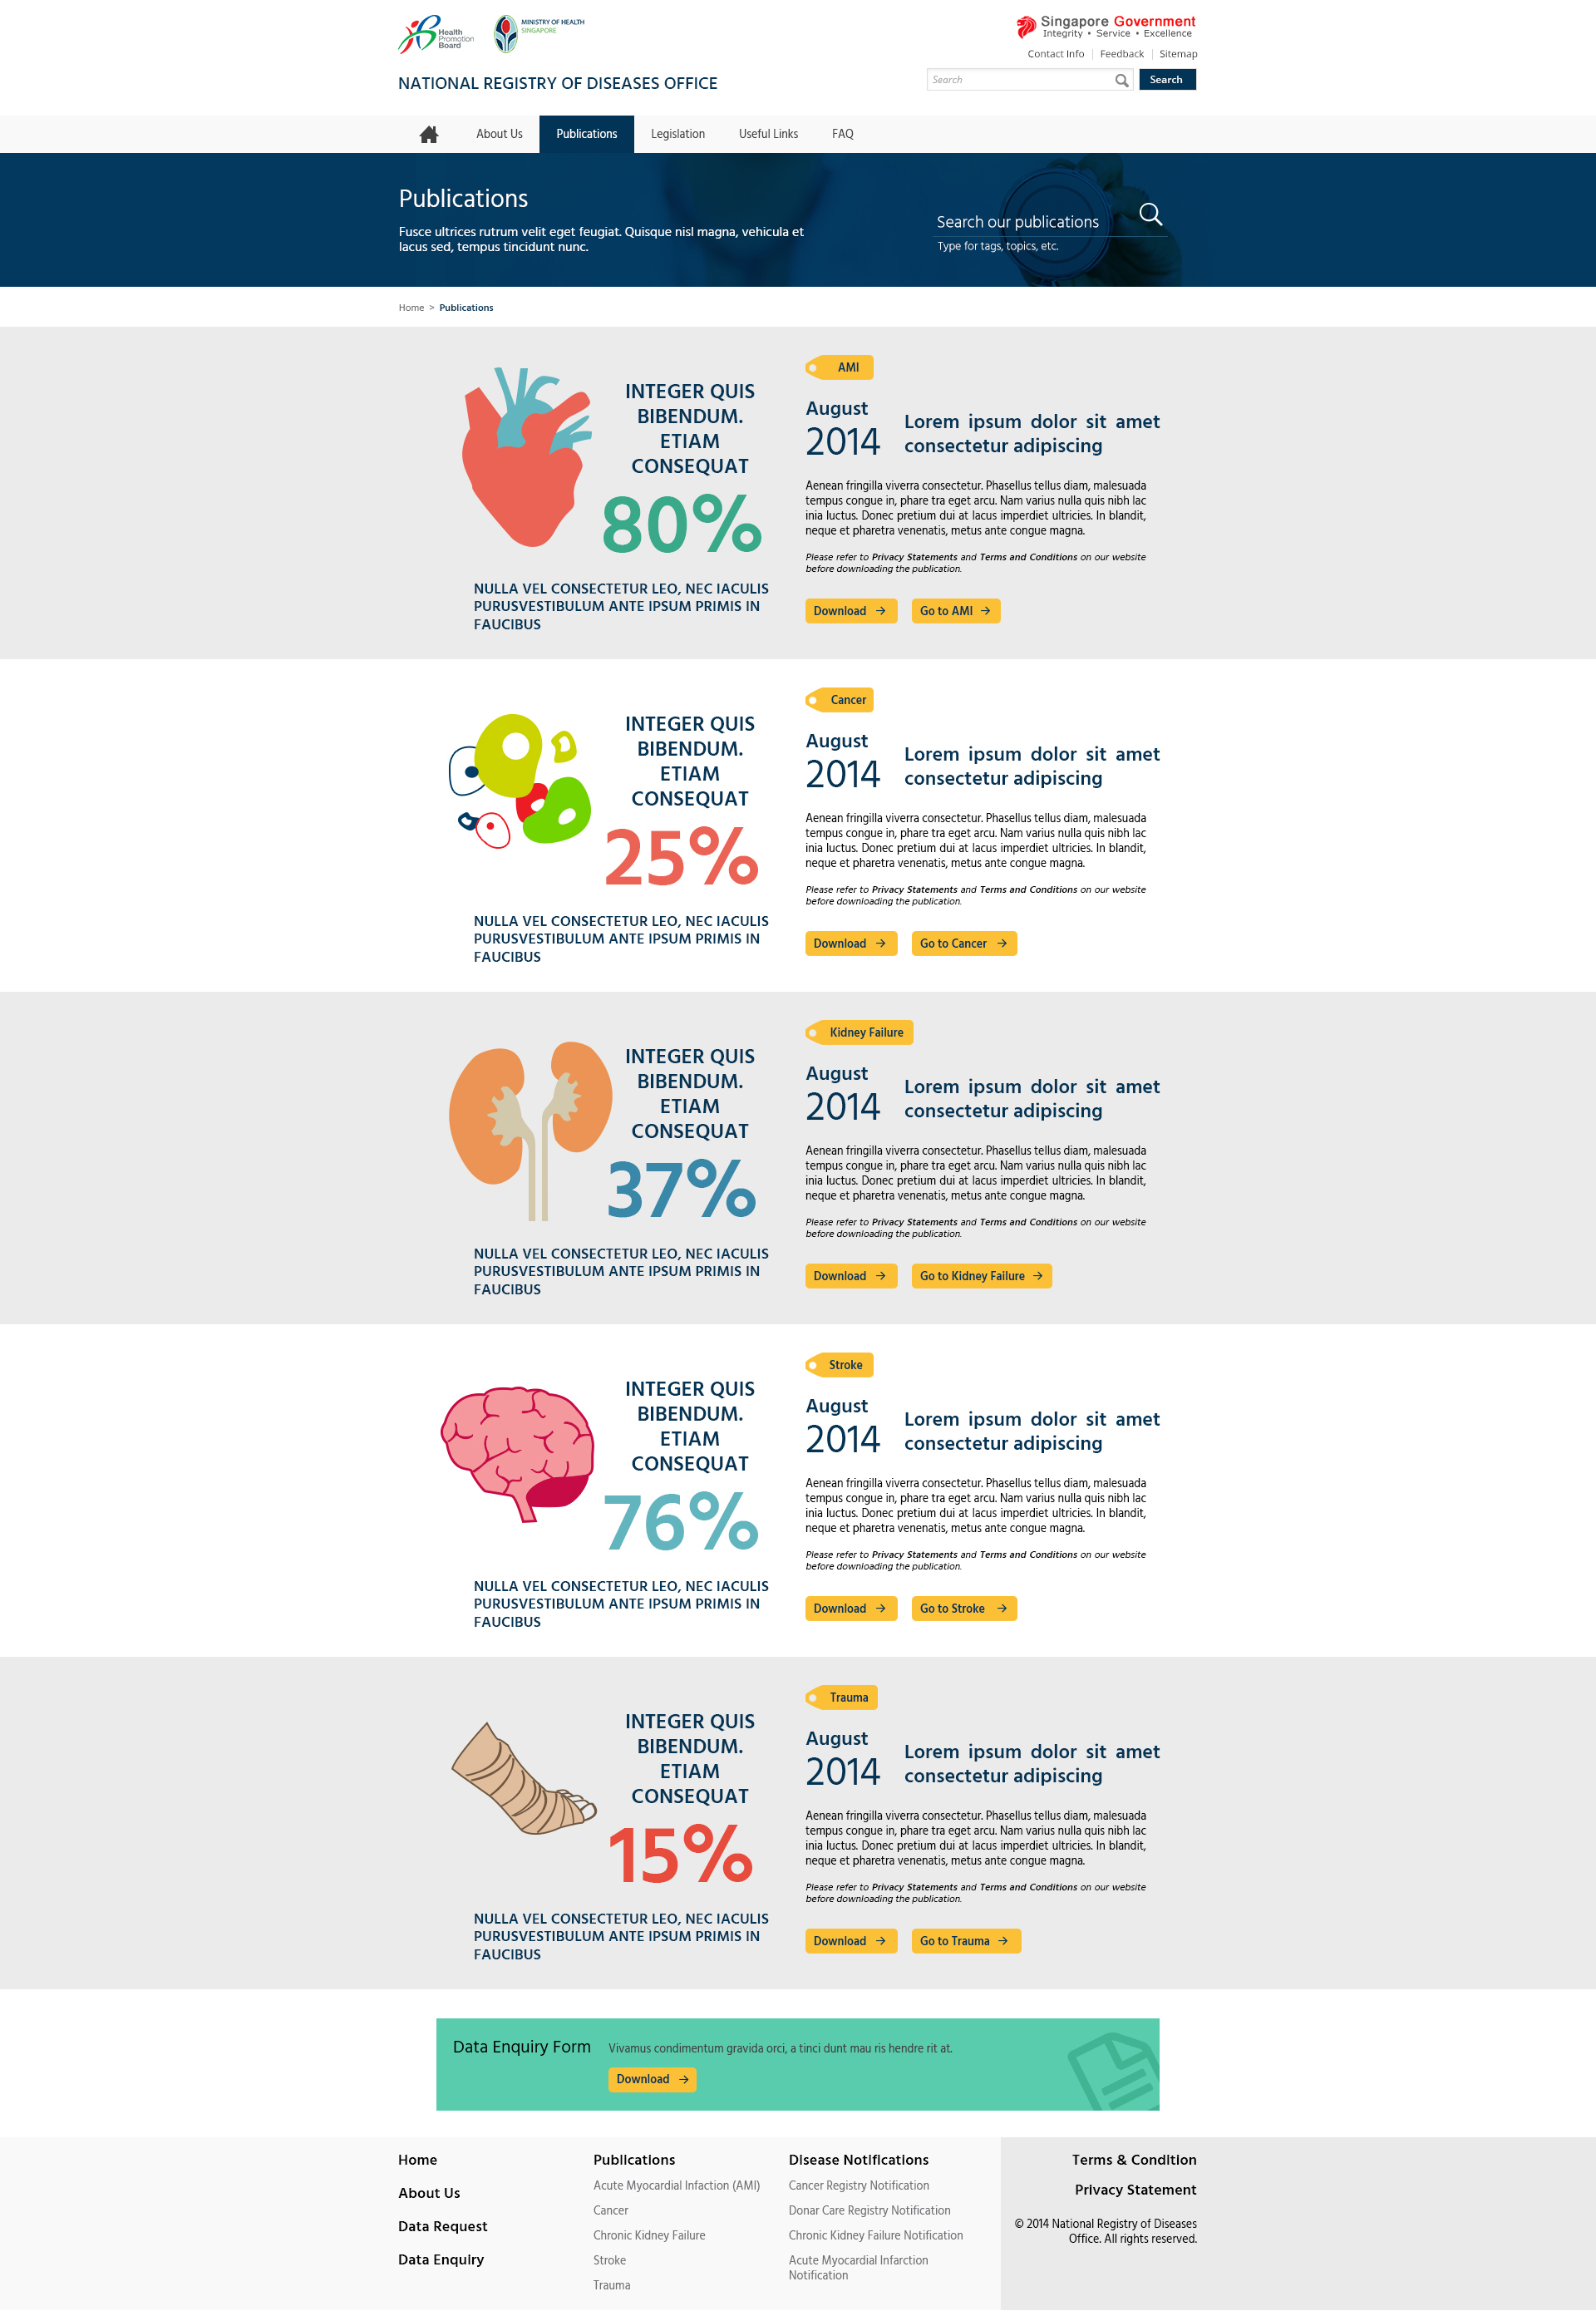 Health
Promotion
Board
MINISTRY OF HEALTH
SINGAPORE
Singapore Government
Integrity • Service • Excellence
Contact Info | Feedback | Sitemap
NATIONAL REGISTRY OF DISEASES OFFICE
Search
Search
About Us
Publications
Legislation
Useful Links
FAQ
Publications
Fusce ultrices rutrum velit eget feugiat. Quisque nisl magna, vehicula et
lacus sed, tempus tincidunt nunc.
Search our publications
Type for tags, topics, etc.
Home > Publications
INTEGER QUIS
BIBENDUM.
ETIAM
CONSEQUAT
80%
NULLA VEL CONSECTETUR LEO, NEC IACULIS
PURUSVESTIBULUM ANTE IPSUM PRIMIS IN
FAUCIBUS
AMI
August
2014
Lorem ipsum dolor sit amet
consectetur adipiscing
Aenean fringilla viverra consectetur. Phasellus tellus diam, malesuada
tempus congue in, phare tra eget arcu. Nam varius nulla quis nibh lac
inia luctus. Donec pretium dui at lacus imperdiet ultricies. In blandit,
neque et pharetra venenatis, metus ante congue magna.
Please refer to Privacy Statements and Terms and Conditions on our website
before downloading the publication.
Download
Go to AMI
INTEGER QUIS
BIBENDUM.
ETIAM
CONSEQUAT
25%
NULLA VEL CONSECTETUR LEO, NEC IACULIS
PURUSVESTIBULUM ANTE IPSUM PRIMIS IN
FAUCIBUS
Cancer
August
2014
Lorem ipsum dolor sit amet
consectetur adipiscing
Aenean fringilla viverra consectetur. Phasellus tellus diam, malesuada
tempus congue in, phare tra eget arcu. Nam varius nulla quis nibh lac
inia luctus. Donec pretium dui at lacus imperdiet ultricies. In blandit,
neque et pharetra venenatis, metus ante congue magna.
Please refer to Privacy Statements and Terms and Conditions on our website
before downloading the publication.
Download
Go to Cancer
INTEGER QUIS
BIBENDUM.
ETIAM
CONSEQUAT
37%
NULLA VEL CONSECTETUR LEO, NEC IACULIS
PURUSVESTIBULUM ANTE IPSUM PRIMIS IN
FAUCIBUS
Kidney Failure
August
2014
Lorem ipsum dolor sit amet
consectetur adipiscing
Aenean fringilla viverra consectetur. Phasellus tellus diam, malesuada
tempus congue in, phare tra eget arcu. Nam varius nulla quis nibh lac
inia luctus. Donec pretium dui at lacus imperdiet ultricies. In blandit,
neque et pharetra venenatis, metus ante congue magna.
Please refer to Privacy Statements and Terms and Conditions on our website
before downloading the publication.
Download
Go to Kidney Failure
INTEGER QUIS
BIBENDUM.
ETIAM
CONSEQUAT
76%
NULLA VEL CONSECTETUR LEO, NEC IACULIS
PURUSVESTIBULUM ANTE IPSUM PRIMIS IN
FAUCIBUS
Stroke
August
2014
Lorem ipsum dolor sit amet
consectetur adipiscing
Aenean fringilla viverra consectetur. Phasellus tellus diam, malesuada
tempus congue in, phare tra eget arcu. Nam varius nulla quis nibh lac
inia luctus. Donec pretium dui at lacus imperdiet ultricies. In blandit,
neque et pharetra venenatis, metus ante congue magna.
Please refer to Privacy Statements and Terms and Conditions on our website
before downloading the publication.
Download
Go to Stroke
INTEGER QUIS
BIBENDUM.
ETIAM
CONSEQUAT
15%
NULLA VEL CONSECTETUR LEO, NEC IACULIS
PURUSVESTIBULUM ANTE IPSUM PRIMIS IN
FAUCIBUS
Trauma
August
2014
Lorem ipsum dolor sit amet
consectetur adipiscing
Aenean fringilla viverra consectetur. Phasellus tellus diam, malesuada
tempus congue in, phare tra eget arcu. Nam varius nulla quis nibh lac
inia luctus. Donec pretium dui at lacus imperdiet ultricies. In blandit,
neque et pharetra venenatis, metus ante congue magna.
Please refer to Privacy Statements and Terms and Conditions on our website
before downloading the publication.
Download
Go to Trauma
Data Enquiry Form
Vivamus condimentum gravida orci, a tinci dunt mau ris hendre rit at.
Download
Home
About Us
Data Request
Data Enquiry
Publications
Acute Myocardial Infaction (AMI)
Cancer
Chronic Kidney Failure
Stroke
Trauma
Disease Notifications
Cancer Registry Notification
Donar Care Registry Notification
Chronic Kidney Failure Notification
Acute Myocardial Infarction
Notification
Terms & Condition
Privacy Statement
© 2014 National Registry of Diseases
Office. All rights reserved.